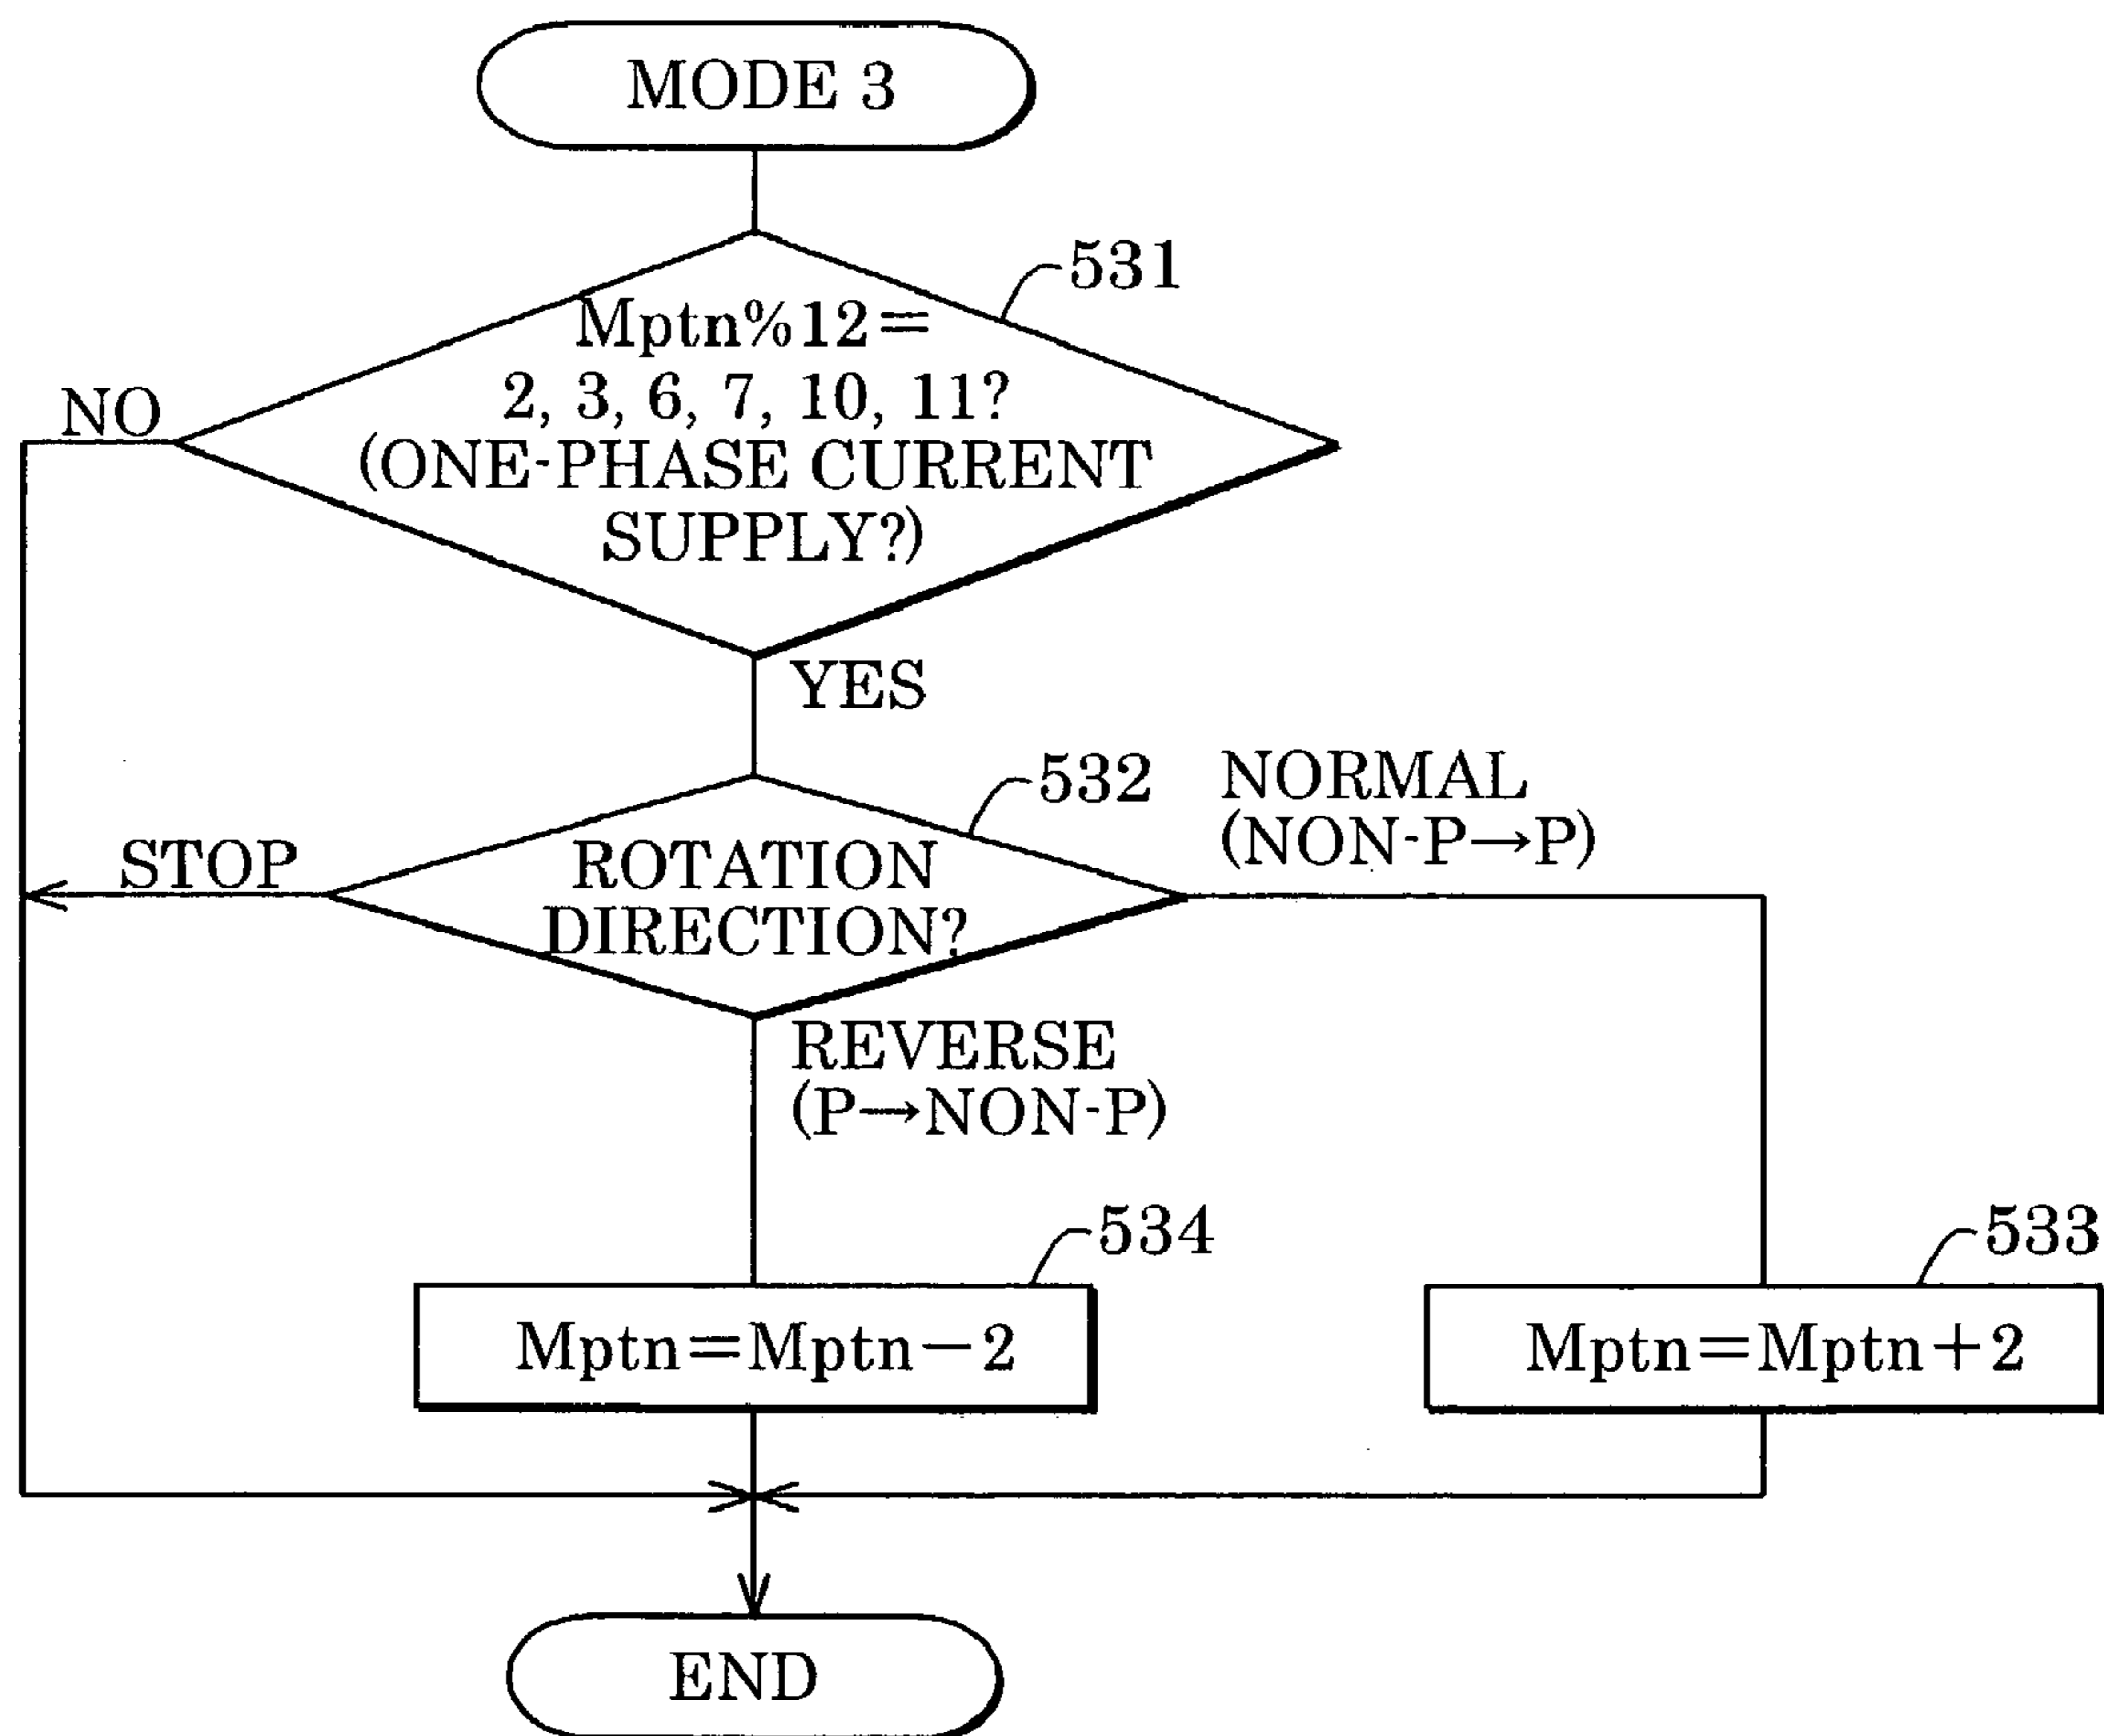 MODE 3
531
Mptn%12=
2, 3, 6, 7, 10, 11?
(ONE-PHASE CURRENT
SUPPLY?)
NO
YES
532
NORMAL
(NON-P→P)
STOP
ROTATION
DIRECTION?
REVERSE
(P→NON-P)
534
533
Mptn=Mptn−2
Mptn=Mptn+2
END